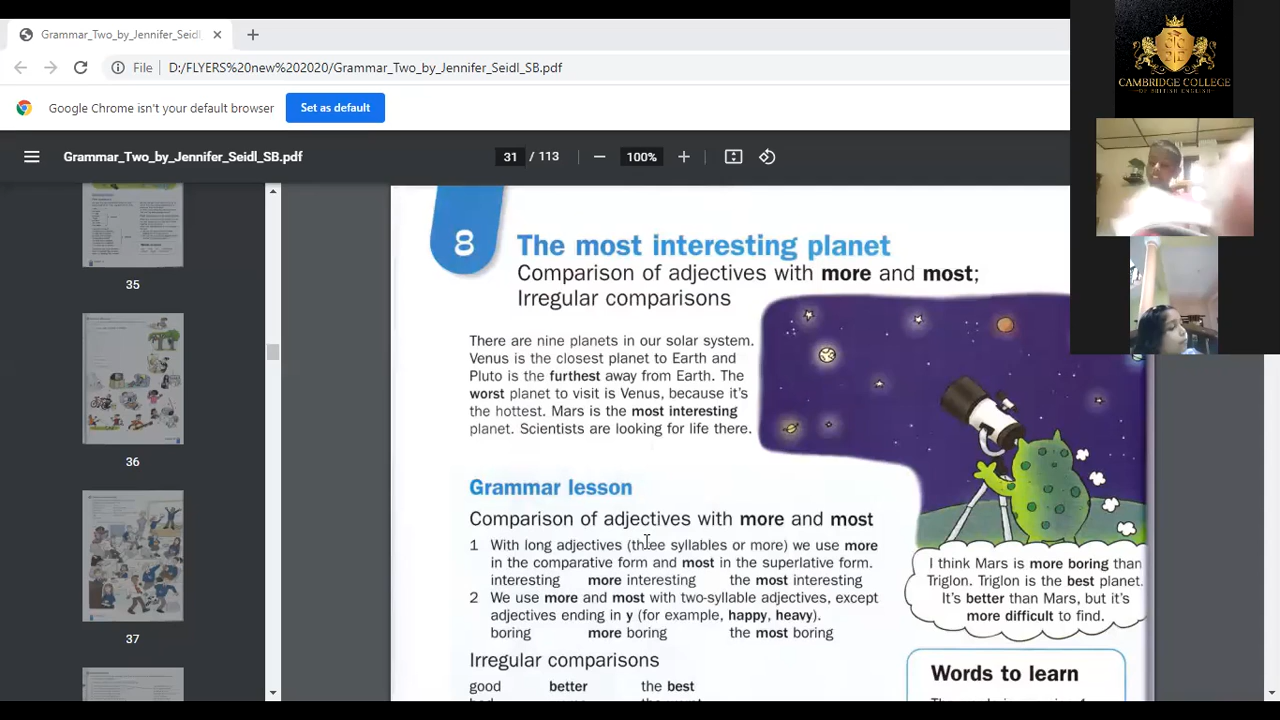 Grammar_Two_by_Jennifer_Seidl_
File D:/FLYERS%20new%202020/Grammar_Two_by_Jennifer_Seidl_SB.pdf
Google Chrome isn't your default browser Set as default
Grammar_Two_by_Jennifer_Seidl_SB.pdf 31 / 113 100%
CAMBRIDGE COLLEGE
OF BRITISH ENGLISH
35
36
37
8
The most interesting planet
Comparison of adjectives with more and most;
Irregular comparisons
There are nine planets in our solar system.
Venus is the closest planet to Earth and
Pluto is the furthest away from Earth. The
worst planet to visit is Venus, because it's
the hottest. Mars is the most interesting
planet. Scientists are looking for life there.
Grammar lesson
Comparison of adjectives with more and most
1 With long adjectives (three syllables or more) we use more
in the comparative form and most in the superlative form.
interesting more interesting the most interesting
2 We use more and most with two-syllable adjectives, except
adjectives ending in y (for example, happy, heavy).
boring more boring the most boring
Irregular comparisons
good better the best
I think Mars is more boring than
Triglon. Triglon is the best planet.
It's better than Mars, but it's
more difficult to find.
Words to learn